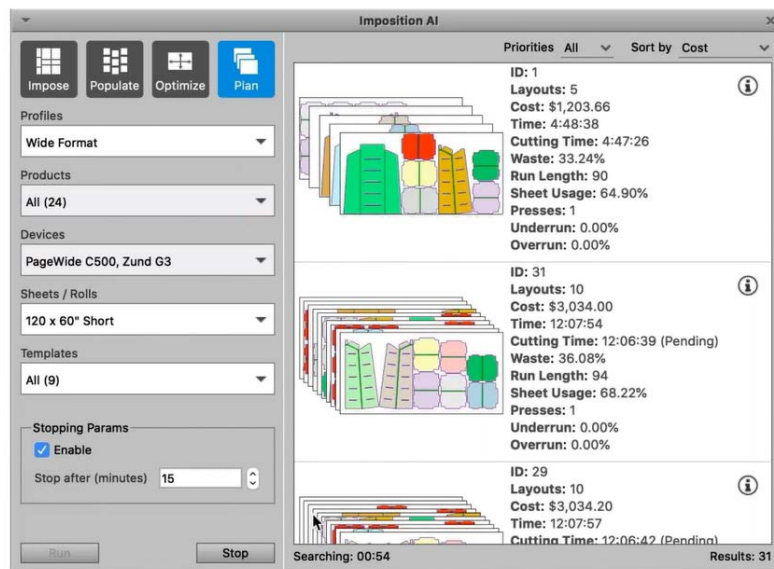 Imposition AI
Impose Populate Optimize Plan
Profiles
Wide Format
Products
All (24)
Devices
PageWide C500, Zund G3
Sheets / Rolls
120 x 60" Short
Templates
All (9)
Stopping Params
Enable
Stop after (minutes) 15
Run Stop
Priorities All Sort by Cost
ID: 1
Layouts: 5
Cost: $1,203.66
Time: 4:48:38
Cutting Time: 4:47:26
Waste: 33.24%
Run Length: 90
Sheet Usage: 64.90%
Presses: 1
Underrun: 0.00%
Overrun: 0.00%
ID: 31
Layouts: 10
Cost: $3,034.00
Time: 12:07:54
Cutting Time: 12:06:39 (Pending)
Waste: 36.08%
Run Length: 94
Sheet Usage: 68.22%
Presses: 1
Underrun: 0.00%
Overrun: 0.00%
ID: 29
Layouts: 10
Cost: $3,034.20
Time: 12:07:57
Cutting Time: 12:06:42 (Pending)
Searching: 00:54 Results: 31